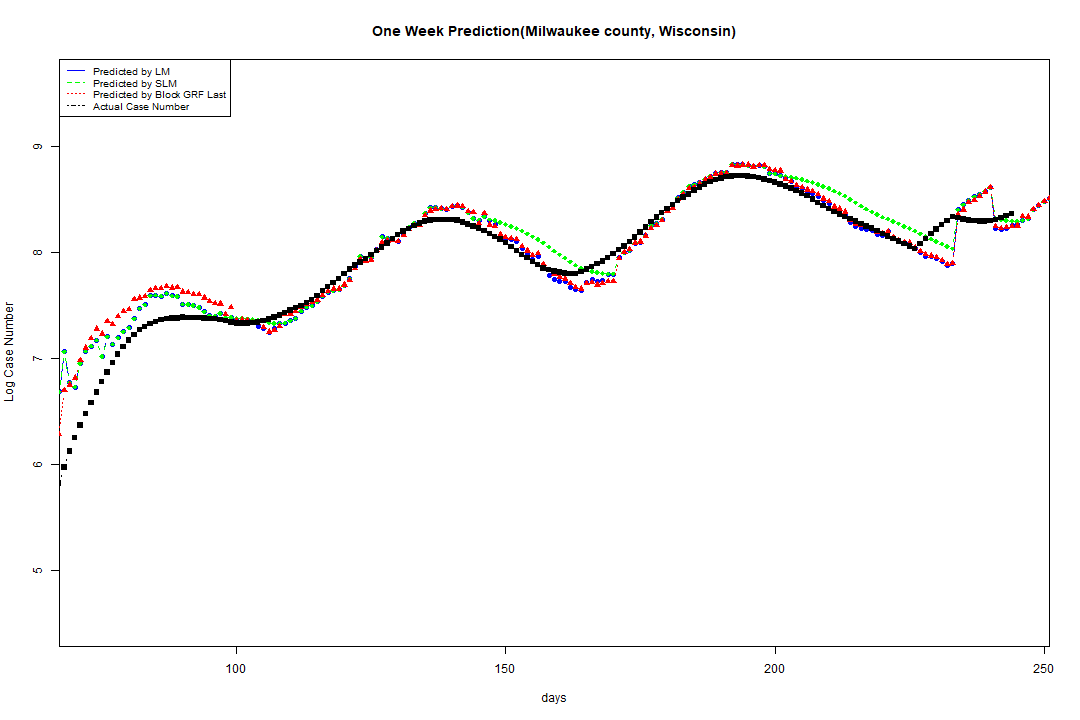 One Week Prediction(Milwaukee county, Wisconsin)
Predicted by LM
Predicted by SLM
Predicted by Block GRF Last
Actual Case Number
9
8
7
6
5
Log Case Number
100 150 200 250
days